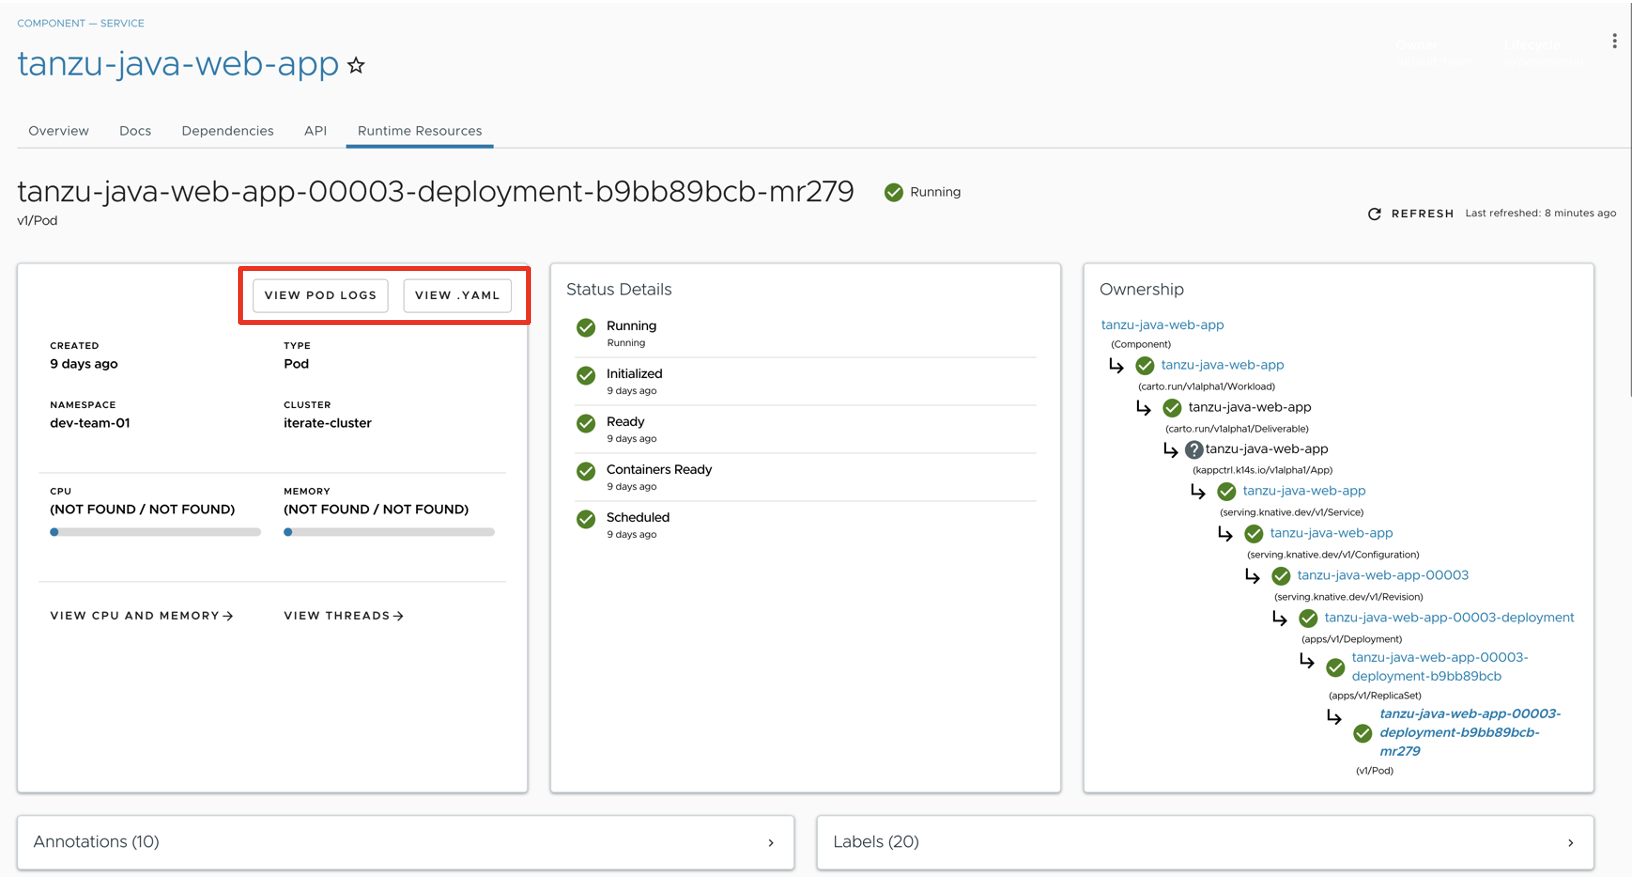 COMPONENT — SERVICE
tanzu-java-web-app
Overview
Docs
Dependencies
API
Runtime Resources
tanzu-java-web-app-00003-deployment-b9bb89bcb-mr279
Running
v1/Pod
REFRESH
Last refreshed: 8 minutes ago
VIEW POD LOGS
VIEW .YAML
CREATED
9 days ago
TYPE
Pod
NAMESPACE
dev-team-01
CLUSTER
iterate-cluster
CPU
(NOT FOUND / NOT FOUND)
MEMORY
(NOT FOUND / NOT FOUND)
VIEW CPU AND MEMORY
VIEW THREADS
Status Details
Running
Running
Initialized
9 days ago
Ready
9 days ago
Containers Ready
9 days ago
Scheduled
9 days ago
Ownership
tanzu-java-web-app
(Component)
tanzu-java-web-app
(carto.run/v1alpha1/Workload)
tanzu-java-web-app
(carto.run/v1alpha1/Deliverable)
tanzu-java-web-app
(kappctrl.k14s.io/v1alpha1/App)
tanzu-java-web-app
(serving.knative.dev/v1/Service)
tanzu-java-web-app
(serving.knative.dev/v1/Configuration)
tanzu-java-web-app-00003
(serving.knative.dev/v1/Revision)
tanzu-java-web-app-00003-deployment
(apps/v1/Deployment)
tanzu-java-web-app-00003-
deployment-b9bb89bcb
(apps/v1/ReplicaSet)
tanzu-java-web-app-00003-
deployment-b9bb89bcb-
mr279
(v1/Pod)
Annotations (10)
Labels (20)